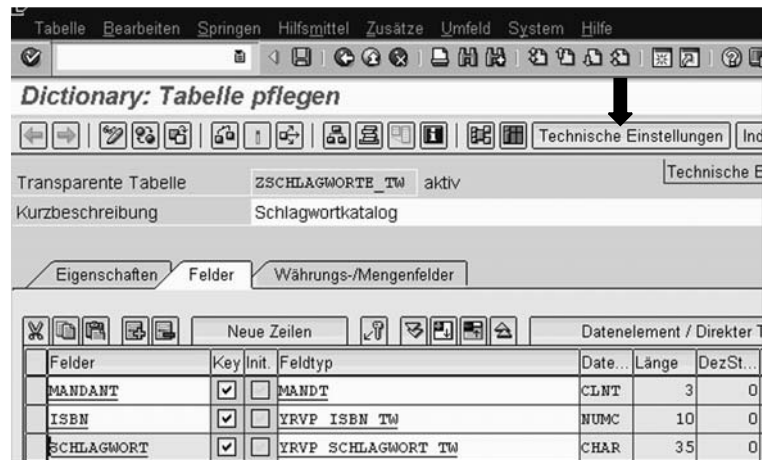 Tabelle Bearbeiten Springen Hilfsmittel Zusätze Umfeld System Hilfe
Dictionary: Tabelle pflegen
Technische Einstellungen Ind
Technische E
Transparente Tabelle ZSCHLAGWORTE_TW aktiv
Kurzbeschreibung Schlagwortkatalog
Eigenschaften Felder Währungs-/Mengenfelder
Neue Zeilen Datenelement / Direkter T
Felder Key Init. Feldtyp Date... Länge DezSt...
MANDANT MANDT CLNT 3 0
ISBN YRVP_ISBN_TW NUMC 10 0
SCHLAGWORT YRVP_SCHLAGWORT_TW CHAR 35 0